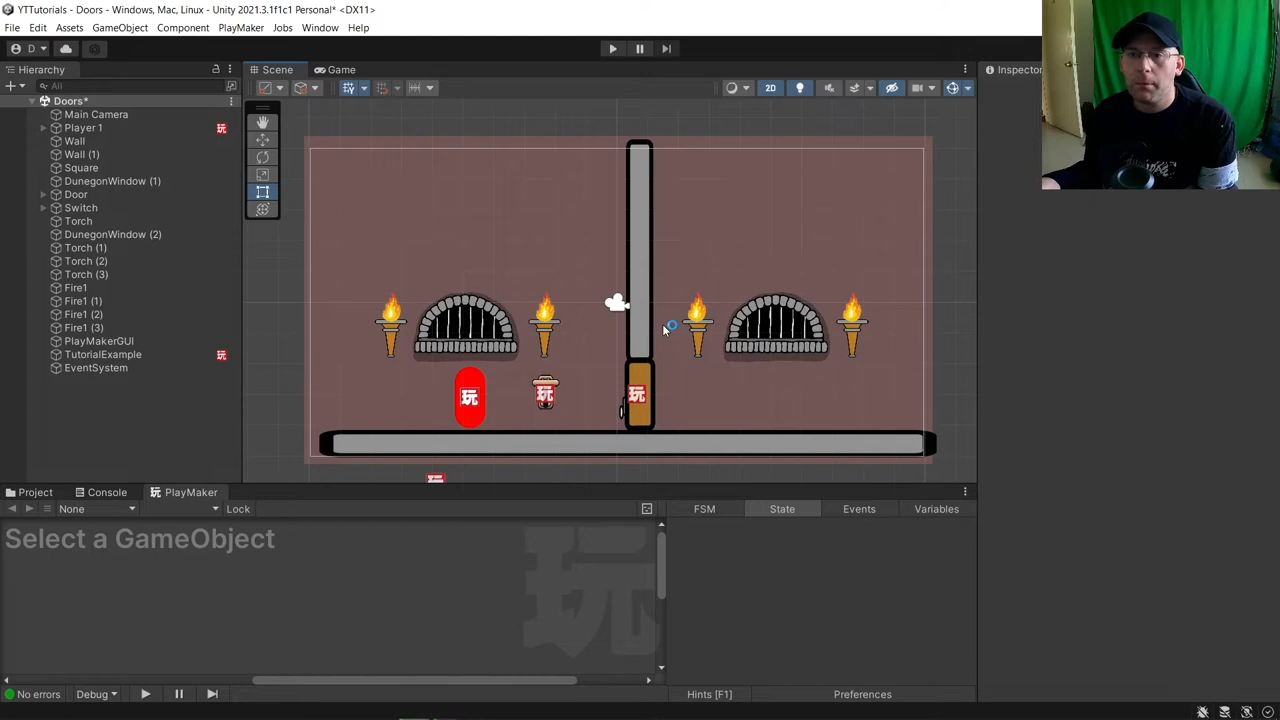 YTTutorials - Doors - Windows, Mac, Linux - Unity 2021.3.1f1c1 Personal* <DX11>
File Edit Assets GameObject Component PlayMaker Jobs Window Help
D
Hierarchy
Scene
Game
Inspector
All
2D
Doors*
Main Camera
Player 1
玩
Wall
Wall (1)
Square
DunegonWindow (1)
Door
Switch
Torch
DunegonWindow (2)
Torch (1)
Torch (2)
Torch (3)
Fire1
Fire1 (1)
Fire1 (2)
Fire1 (3)
PlayMakerGUI
TutorialExample
玩
EventSystem
玩 玩 玩
Project
Console
玩 PlayMaker
None
Lock
FSM
State
Events
Variables
Select a GameObject
玩
No errors
Debug
Hints [F1]
Preferences